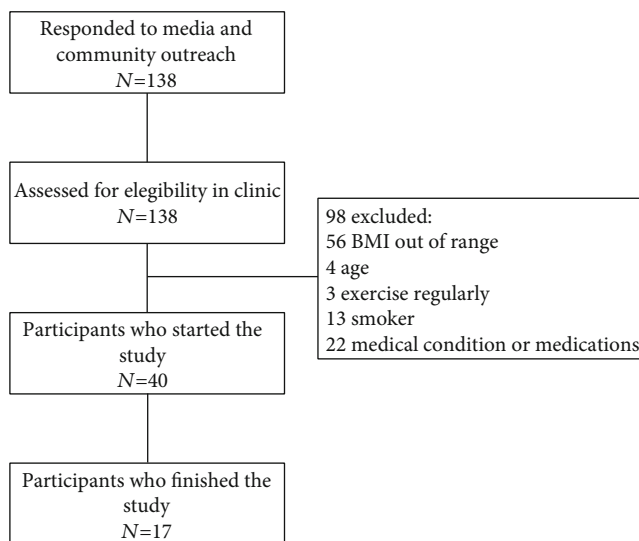 Responded to media and
community outreach
N=138
Assessed for elegibility in clinic
N=138
98 excluded:
56 BMI out of range
4 age
3 exercise regularly
13 smoker
22 medical condition or medications
Participants who started the
study
N=40
Participants who finished the
study
N=17